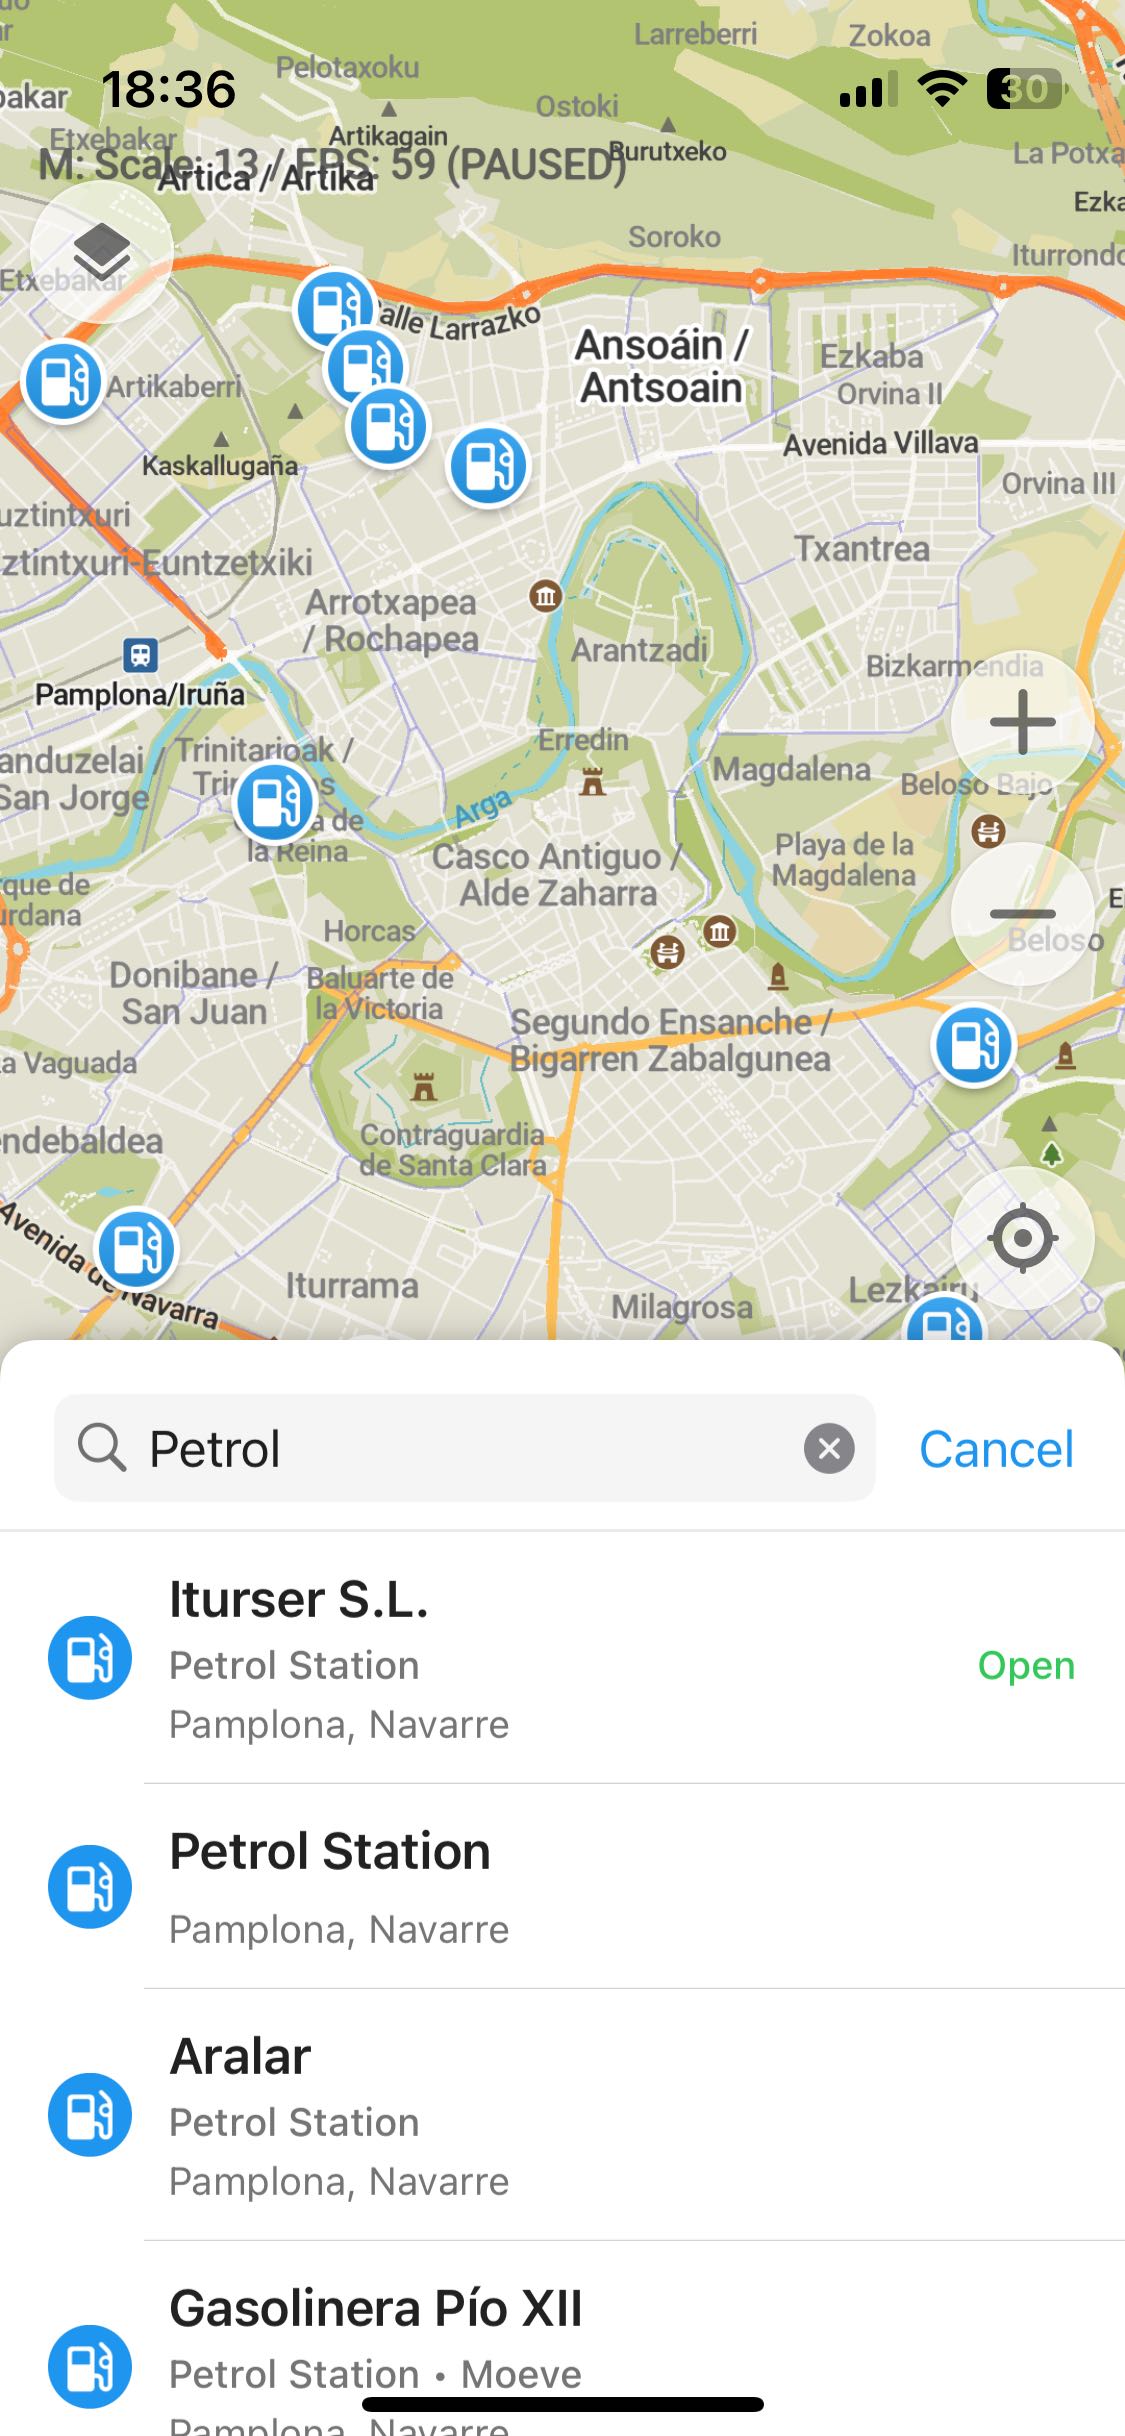 Larreberri
Zokoa
Pelotaxoku
18:36
30
Ostoki
Etxebakar
Artikagain
Burutxeko
La Potxa
M: Scale: 13 / FPS: 59 (PAUSED)
Artica / Artika
Ezka
Soroko
Iturrondo
Etxebakar
Calle Larrazko
Ansoáin /
Antsoain
Ezkaba
Orvina II
Artikaberri
Avenida Villava
Kaskallugaña
Orvina III
uztintxuri
ztintxuri-Euntzetxiki
Txantrea
Arrotxapea
/ Rochapea
Arantzadi
Bizkarmendia
Pamplona/Iruña
Erredin
anduzelai /
San Jorge
Trinitarioak /
Magdalena
Beloso Bajo
Arga
a de
la Reina
Casco Antiguo /
Alde Zaharra
Playa de la
Magdalena
rque de
urdana
Horcas
Beloso
Donibane /
San Juan
Baluarte de
la Victoria
Segundo Ensanche /
Bigarren Zabalgunea
a Vaguada
endebaldea
Contraguardia
de Santa Clara
Avenida de Navarra
Iturrama
Milagrosa
Lezkairu
Petrol
Cancel
Iturser S.L.
Petrol Station
Open
Pamplona, Navarre
Petrol Station
Pamplona, Navarre
Aralar
Petrol Station
Pamplona, Navarre
Gasolinera Pío XII
Petrol Station • Moeve
Pamplona, Navarre